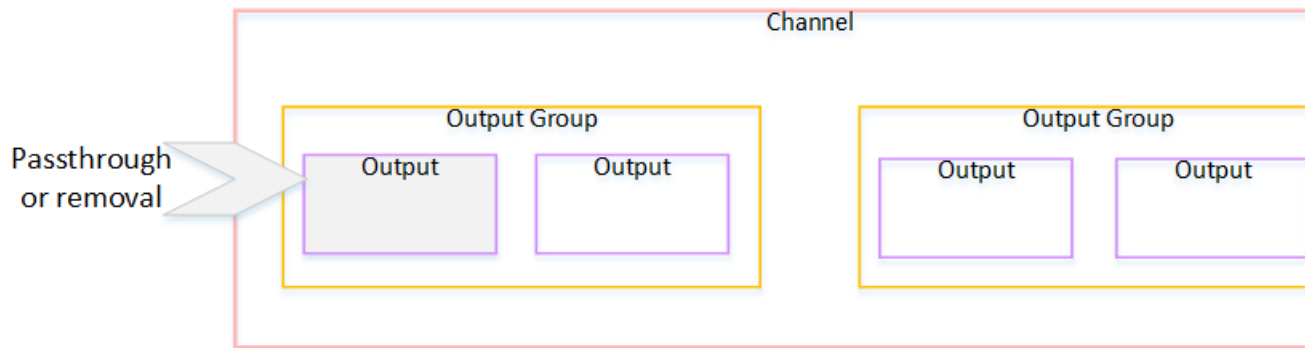 Channel
Output Group
Output Group
Passthrough
or removal
Output
Output
Output
Output